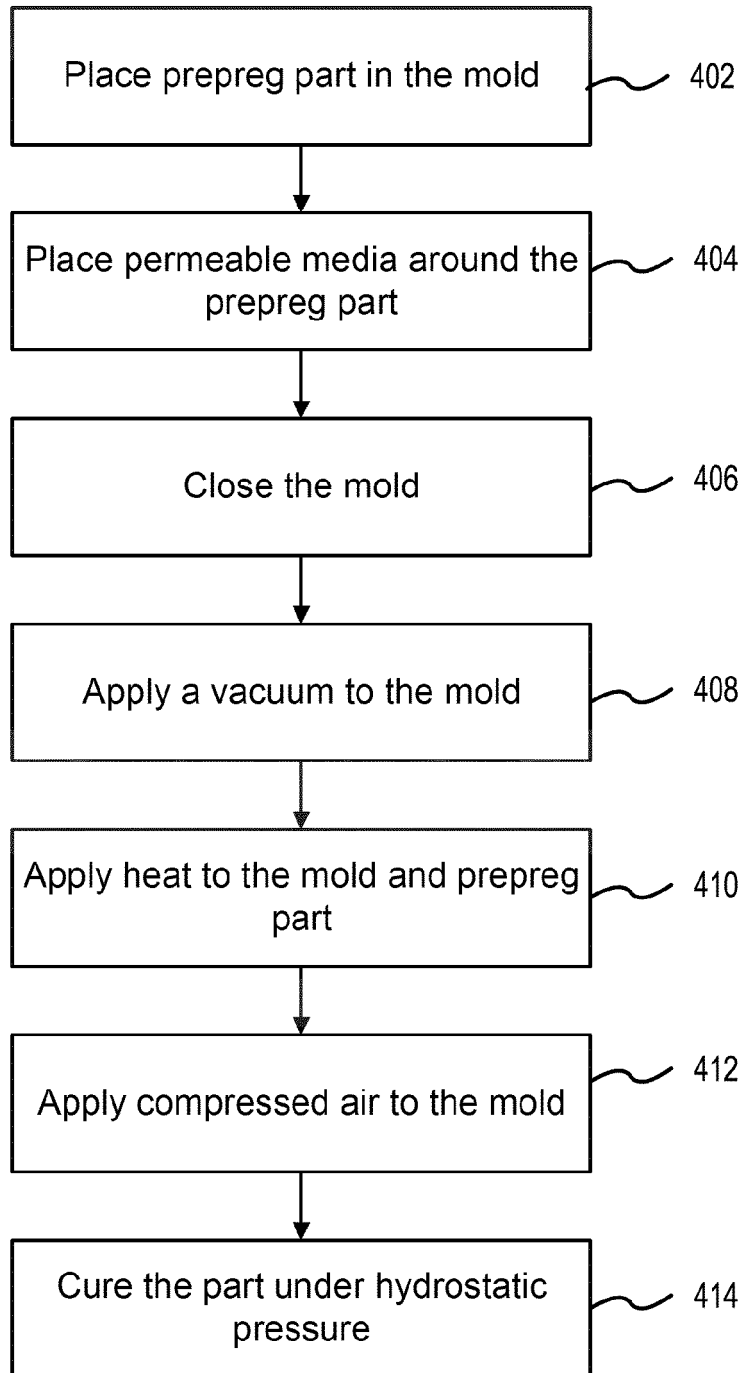 Place prepreg part in the mold
402
Place permeable media around the
prepreg part
404
Close the mold
406
Apply a vacuum to the mold
408
Apply heat to the mold and prepreg
part
410
Apply compressed air to the mold
412
Cure the part under hydrostatic
pressure
414